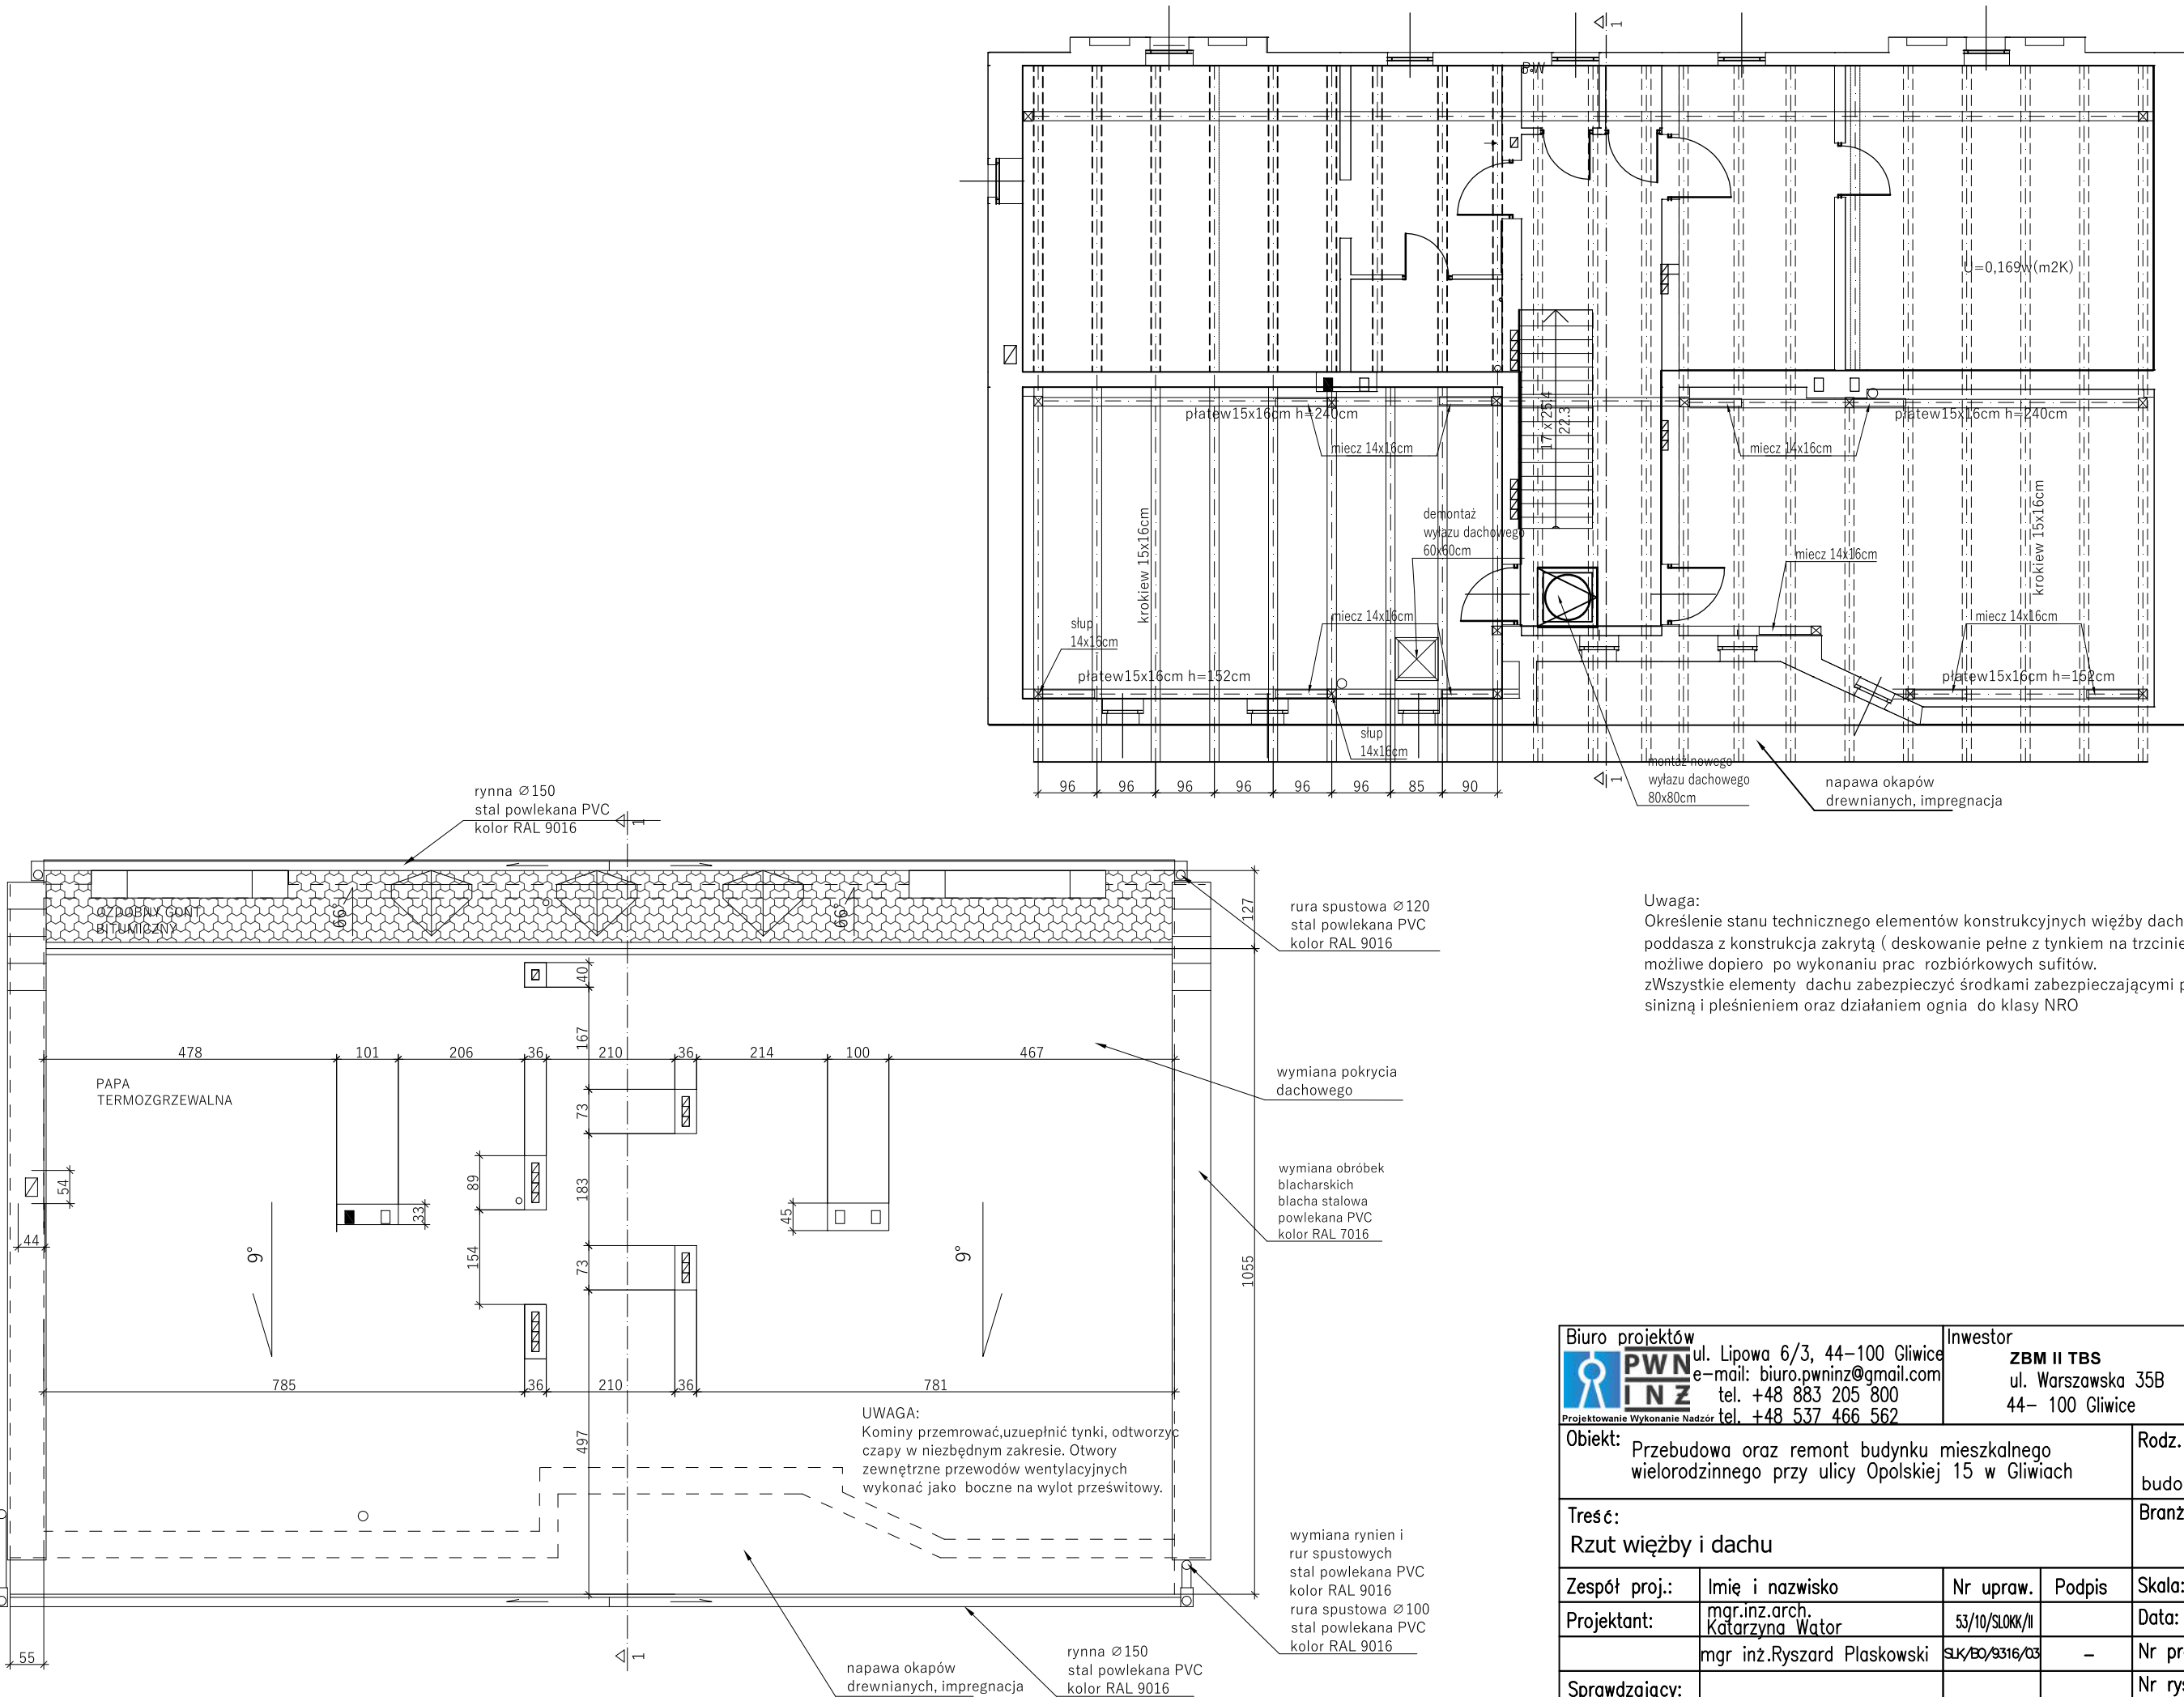 1
P.W
U=0,169w(m2K)
płatew15x16cm h=240cm
płatew15x16cm h=240cm
miecz 14x16cm
miecz 14x16cm
17 x 25.4
22.3
demontaż
wyłazu dachowego
60x60cm
krokiew 15x16cm
krokiew 15x16cm
miecz 14x16cm
miecz 14x16cm
miecz 14x16cm
słup
14x16cm
płatew15x16cm h=152cm
płatew15x16cm h=152cm
słup
14x16cm
1
montaż nowego
wyłazu dachowego
80x80cm
napawa okapów
drewnianych, impregnacja
96 96 96 96 96 96 85 90
rynna ∅150
stal powlekana PVC
kolor RAL 9016
1
OZDOBNY GONT
BITUMICZNY
66°
66°
127
rura spustowa ∅120
stal powlekana PVC
kolor RAL 9016
Uwaga:
Określenie stanu technicznego elementów konstrukcyjnych więźby dach
poddasza z konstrukcja zakrytą ( deskowanie pełne z tynkiem na trzcinie
możliwe dopiero po wykonaniu prac rozbiórkowych sufitów.
zWszystkie elementy dachu zabezpieczyć środkami zabezpieczającymi p
sinizną i pleśnieniem oraz działaniem ognia do klasy NRO
40
167
478 101 206 36 210 36 214 100 467
PAPA
TERMOZGRZEWALNA
wymiana pokrycia
dachowego
73
54
89
183
33
45
44
154
9°
9°
73
1055
wymiana obróbek
blacharskich
blacha stalowa
powlekana PVC
kolor RAL 7016
785 36 210 36 781
497
UWAGA:
Kominy przemrować,uzuepłnić tynki, odtworzyć
czapy w niezbędnym zakresie. Otwory
zewnętrzne przewodów wentylacyjnych
wykonać jako boczne na wylot prześwitowy.
wymiana rynien i
rur spustowych
stal powlekana PVC
kolor RAL 9016
rura spustowa ∅100
stal powlekana PVC
kolor RAL 9016
55
1
napawa okapów
drewnianych, impregnacja
rynna ∅150
stal powlekana PVC
kolor RAL 9016
Biuro projektów
PWN
INŻ
Projektowanie Wykonanie Nadzór
ul. Lipowa 6/3, 44-100 Gliwice
e-mail: biuro.pwninz@gmail.com
tel. +48 883 205 800
tel. +48 537 466 562
Inwestor
ZBM II TBS
ul. Warszawska 35B
44- 100 Gliwice
Obiekt:
Przebudowa oraz remont budynku mieszkalnego
wielorodzinnego przy ulicy Opolskiej 15 w Gliwiach
Rodz.
budo
Treść:
Rzut więźby i dachu
Branż
Zespół proj.: Imię i nazwisko Nr upraw. Podpis Skala:
Projektant: mgr.inz.arch. Katarzyna Wątor 53/10/SLOKK/II Data:
mgr inż.Ryszard Plaskowski SLK/BO/9316/03 – Nr pr
Sprawdzający: Nr rys